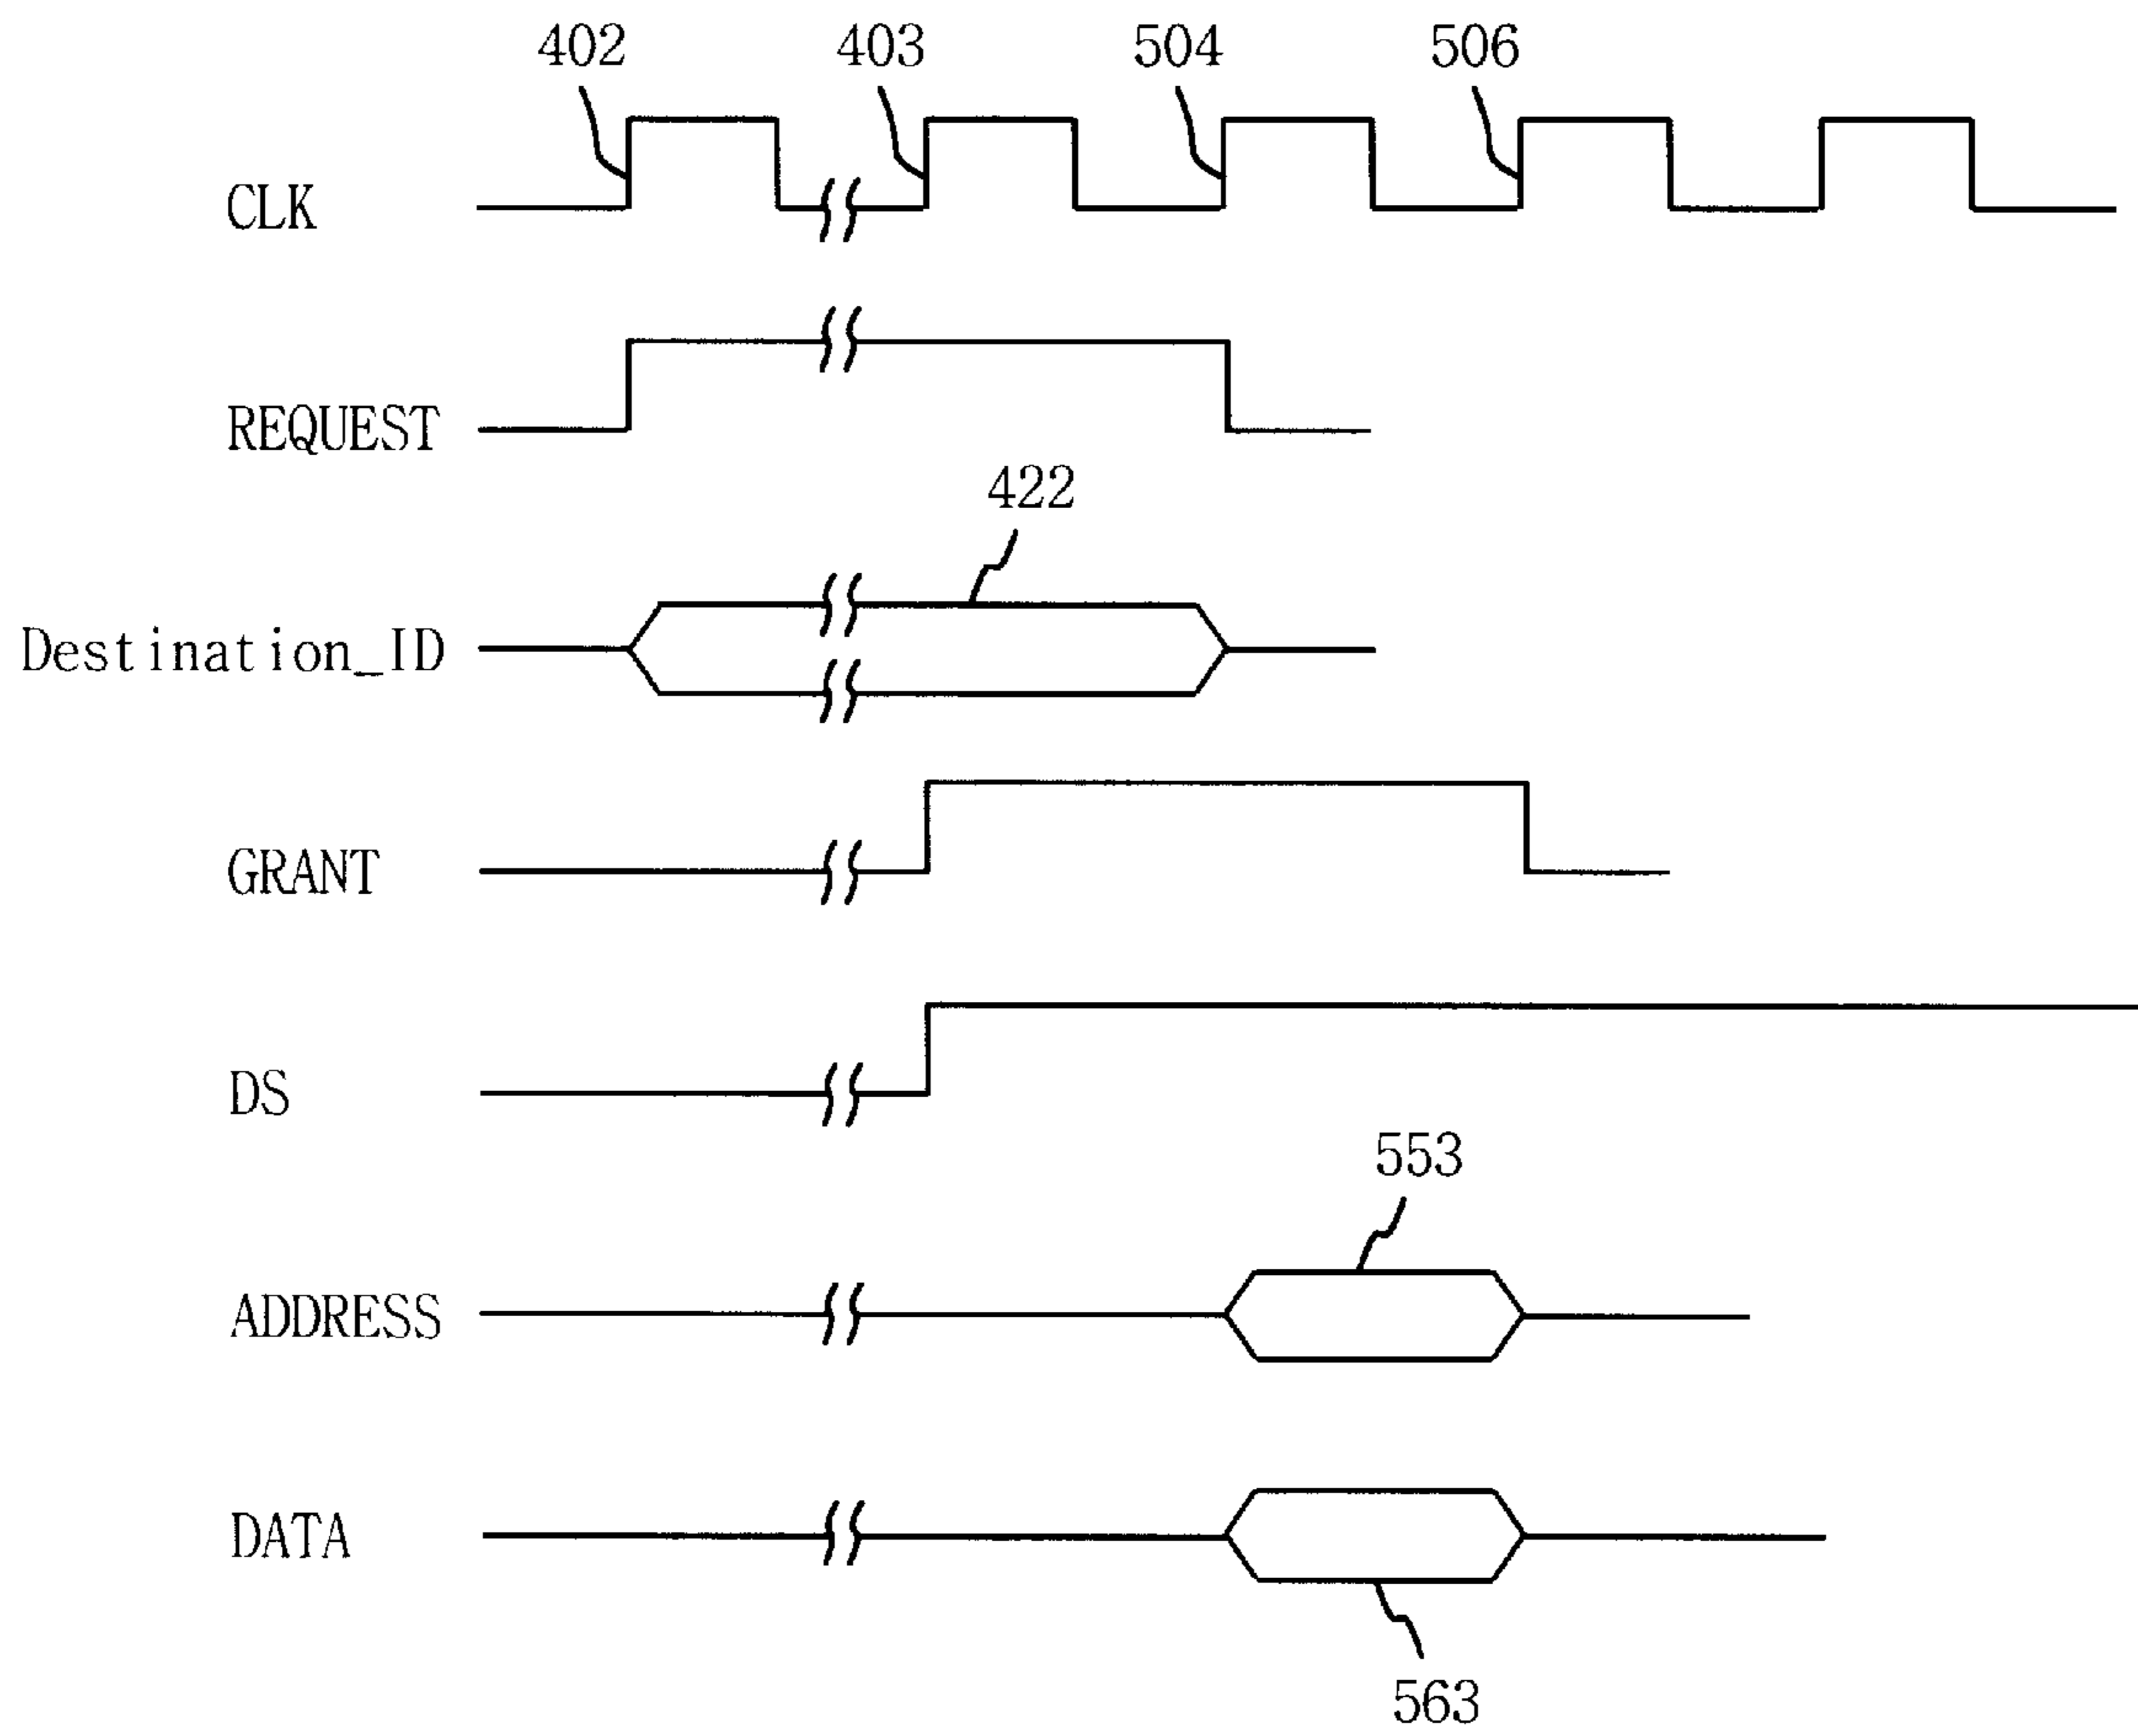 402 403 504 506
CLK
REQUEST
422
Destination_ID
GRANT
DS
553
ADDRESS
DATA
563